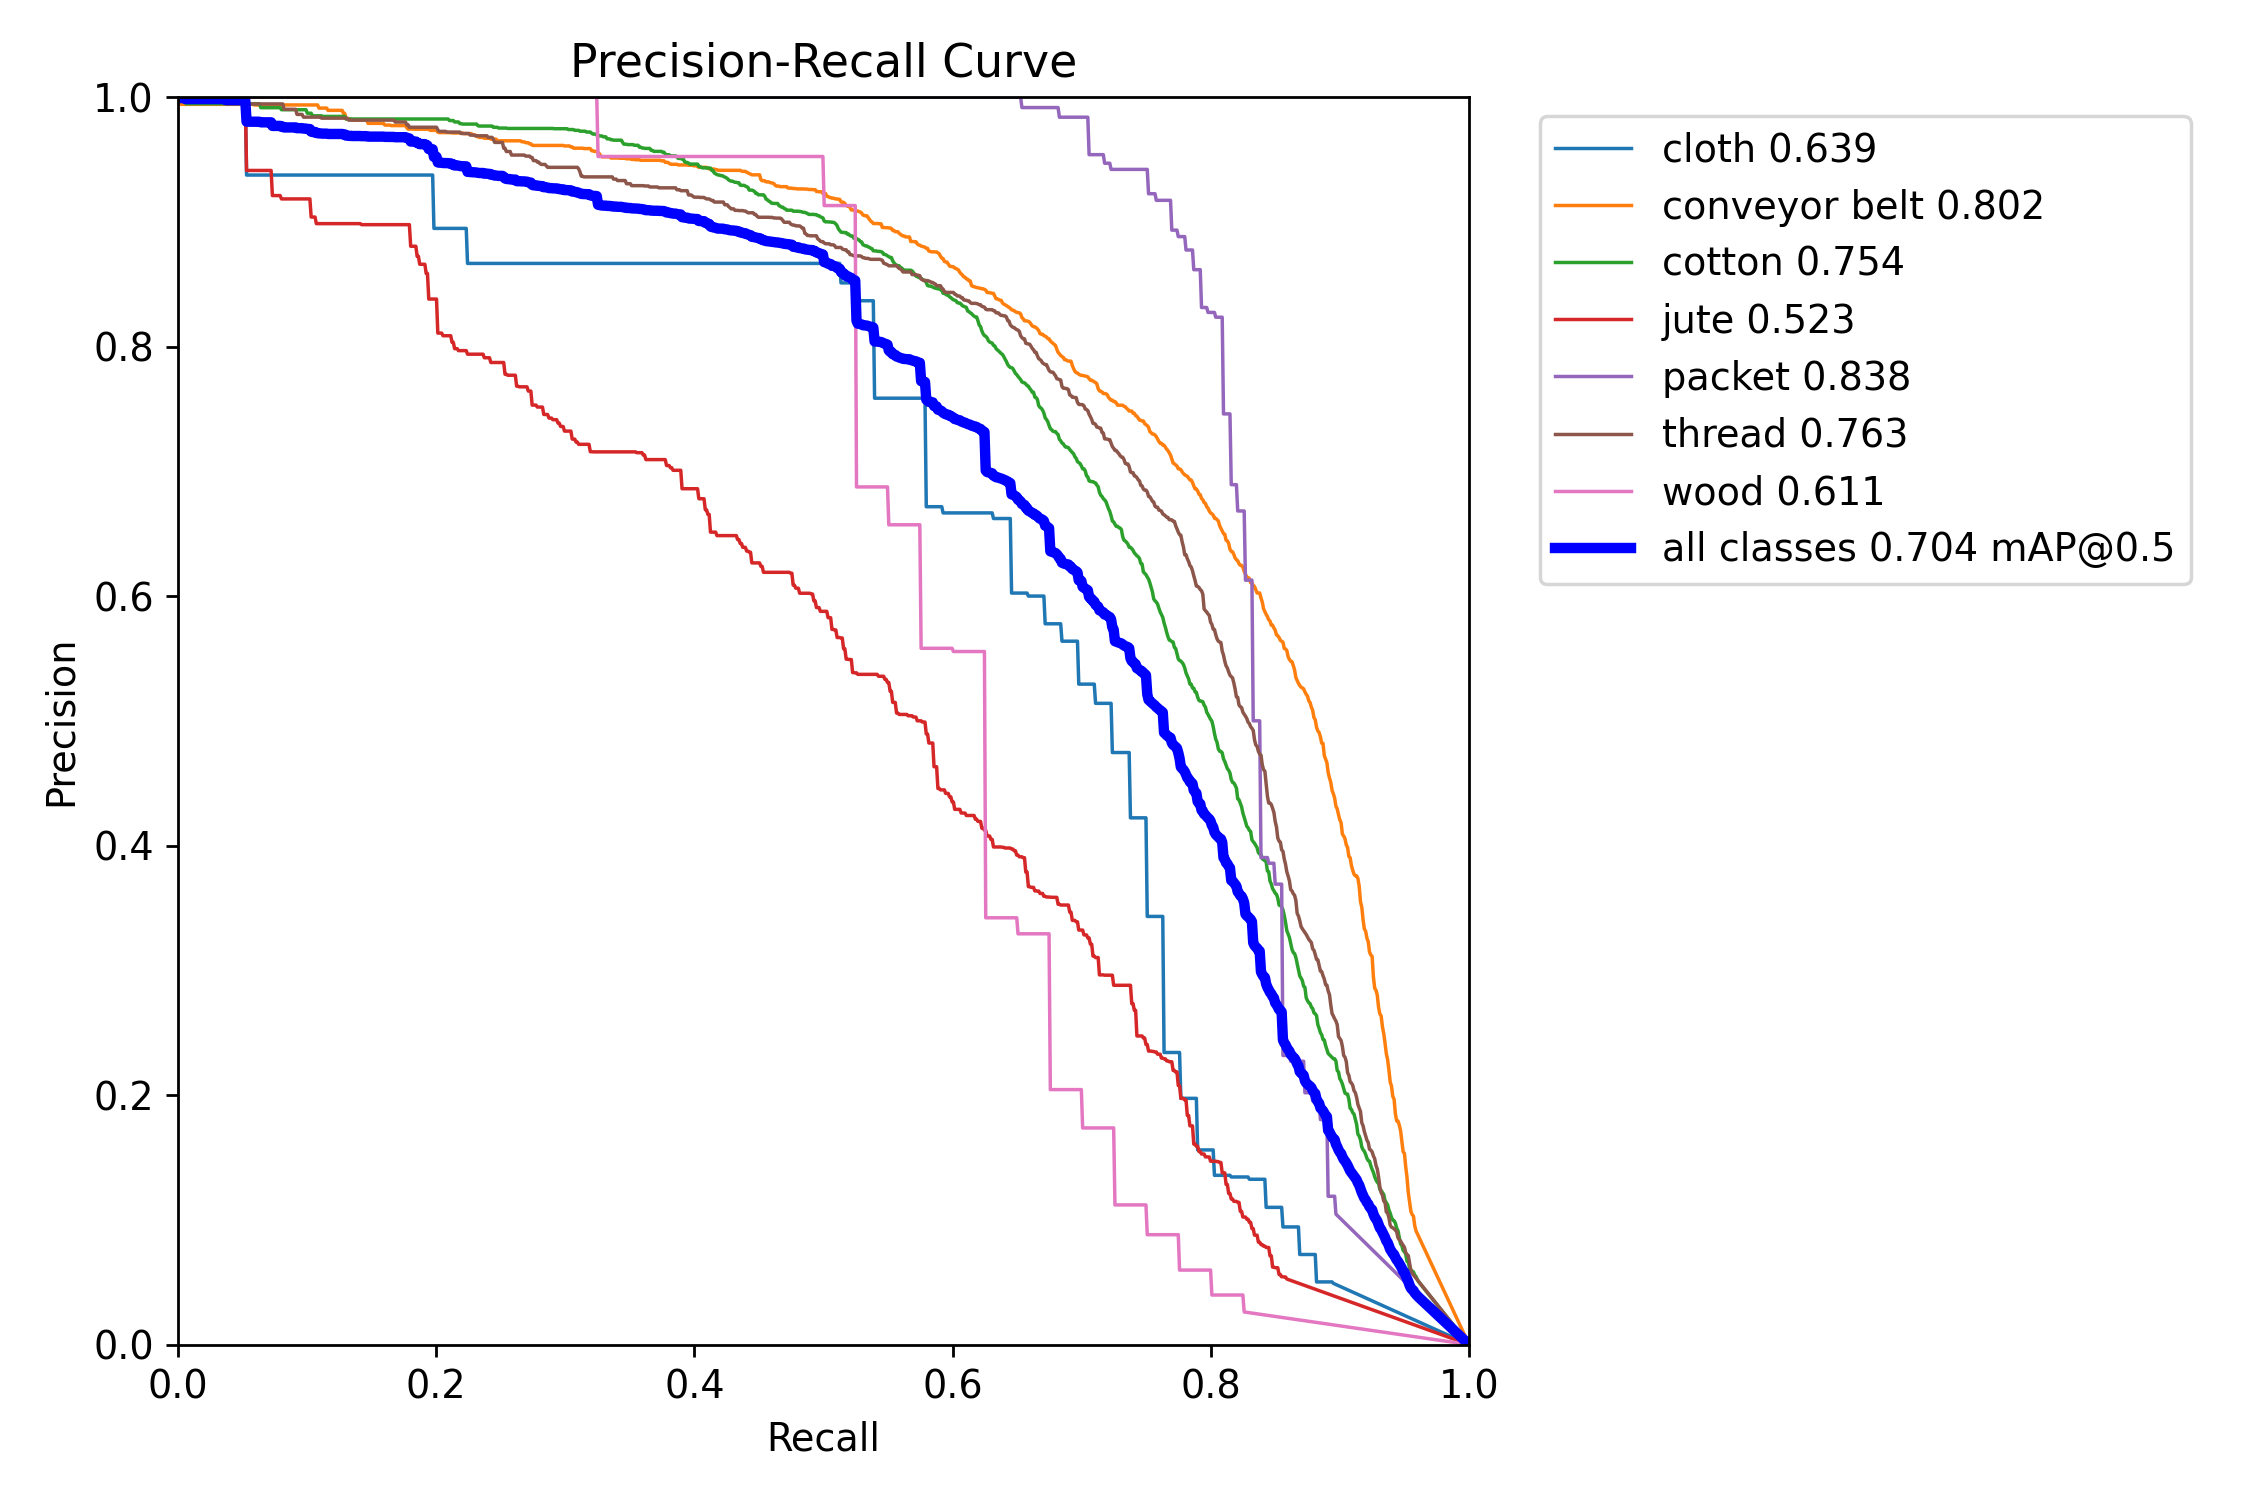 Precision-Recall Curve
1.0
0.8
0.6
0.4
0.2
0.0
Precision
0.0 0.2 0.4 0.6 0.8 1.0
Recall
cloth 0.639
conveyor belt 0.802
cotton 0.754
jute 0.523
packet 0.838
thread 0.763
wood 0.611
all classes 0.704 mAP@0.5